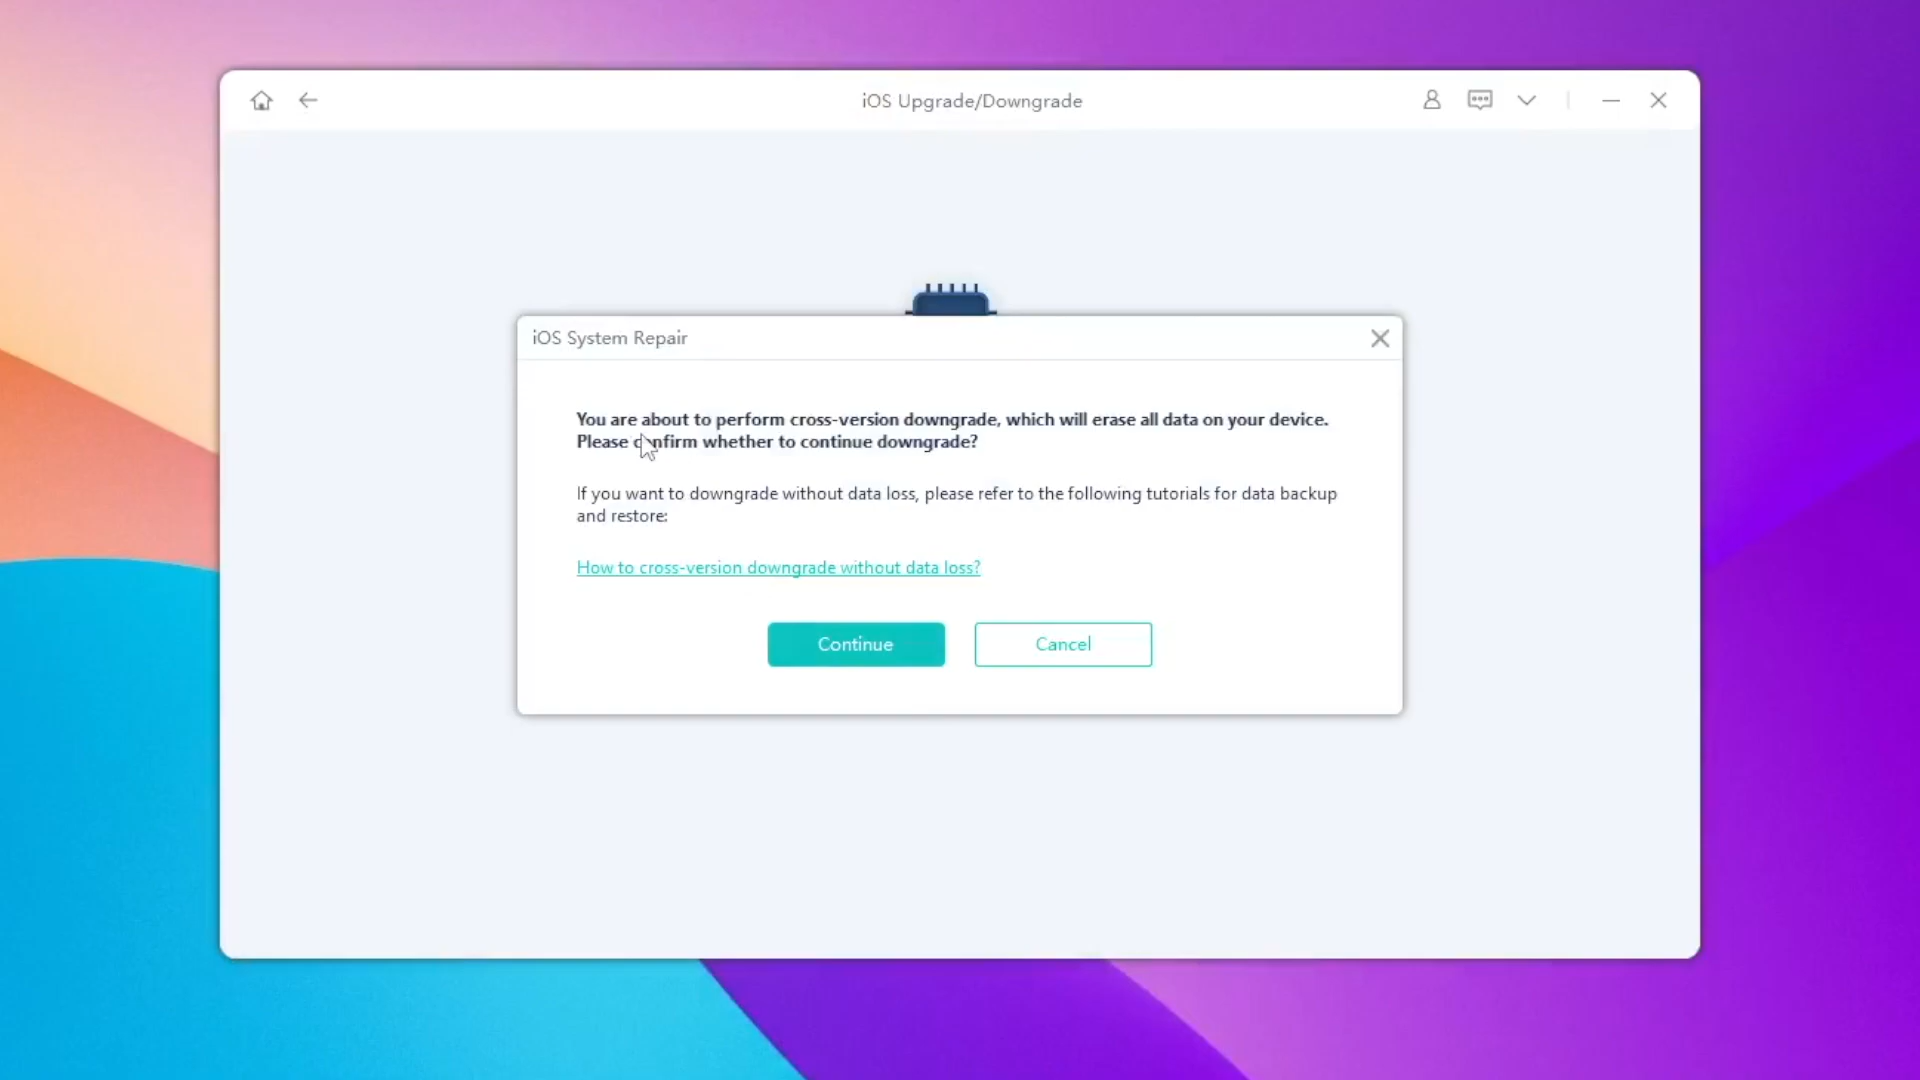 iOS Upgrade/Downgrade
iOS System Repair
You are about to perform cross-version downgrade, which will erase all data on your device.
Please confirm whether to continue downgrade?
If you want to downgrade without data loss, please refer to the following tutorials for data backup
and restore:
How to cross-version downgrade without data loss?
Continue
Cancel